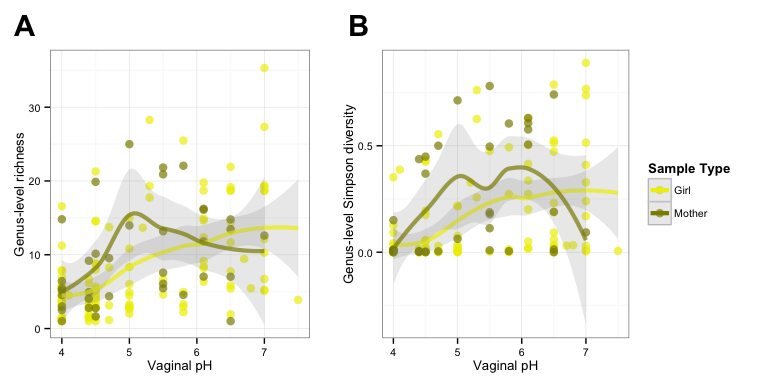 A
B
Genus-level richness
30
20
10
0
4
5
6
7
Vaginal pH
Genus-level Simpson diversity
0.5
0.0
4
5
6
7
Vaginal pH
Sample Type
Girl
Mother